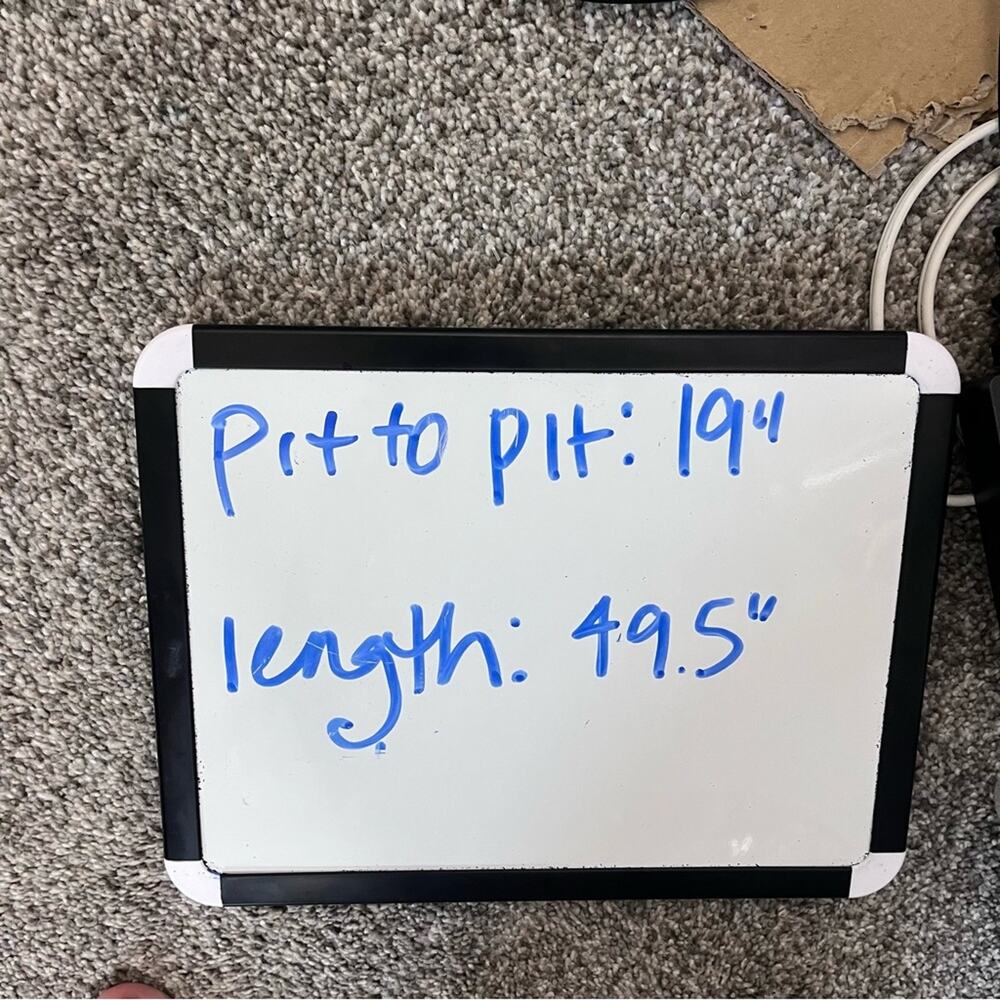 pit to pit: 19"
length: 49.5"